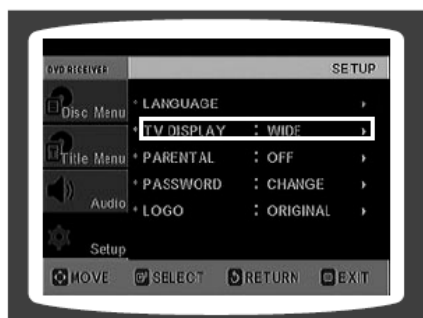 DVD RECEIVER SETUP
Disc Menu
LANGUAGE
TV DISPLAY : WIDE
Title Menu
PARENTAL : OFF
PASSWORD : CHANGE
Audio
LOGO : ORIGINAL
Setup
MOVE SELECT RETURN EXIT